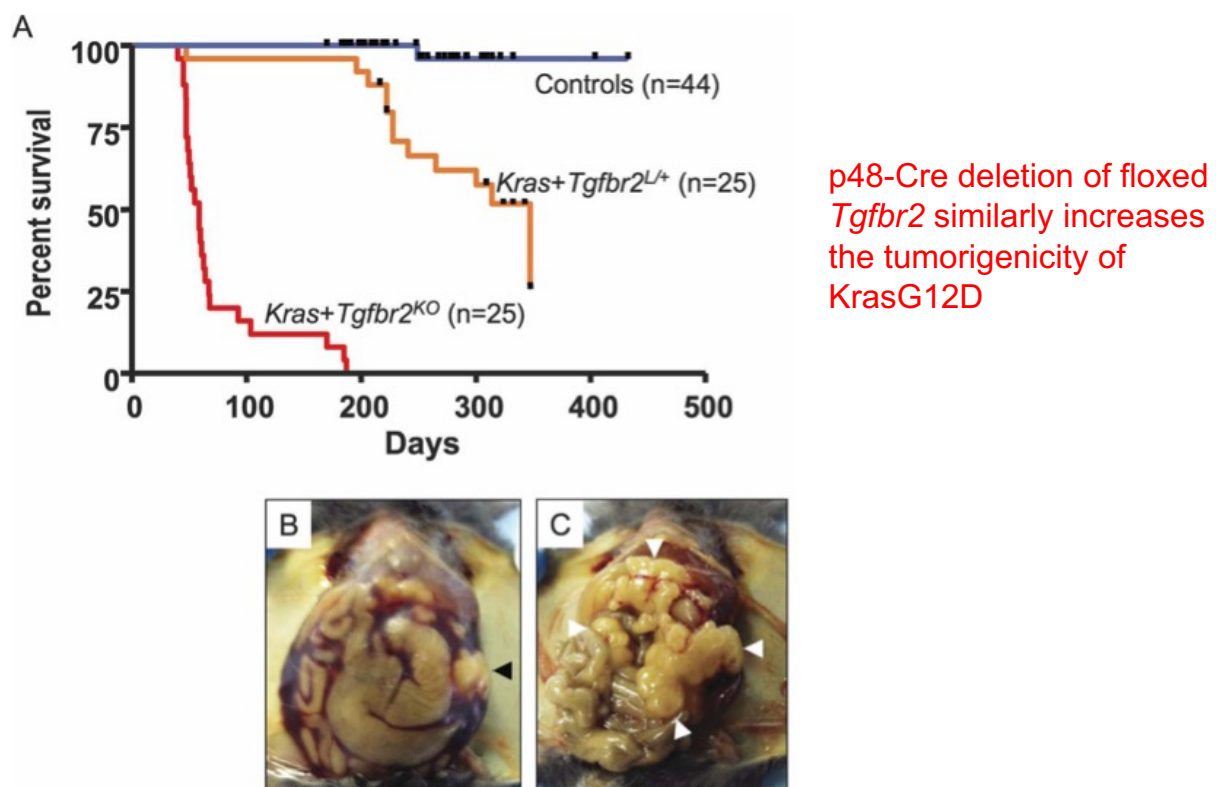 A
100
75
50
25
0
Percent survival
Controls (n=44)
Kras+Tgfbr2L/+ (n=25)
Kras+Tgfbr2KO (n=25)
0 100 200 300 400 500
Days
p48-Cre deletion of floxed
Tgfbr2 similarly increases
the tumorigenicity of
KrasG12D
B
C